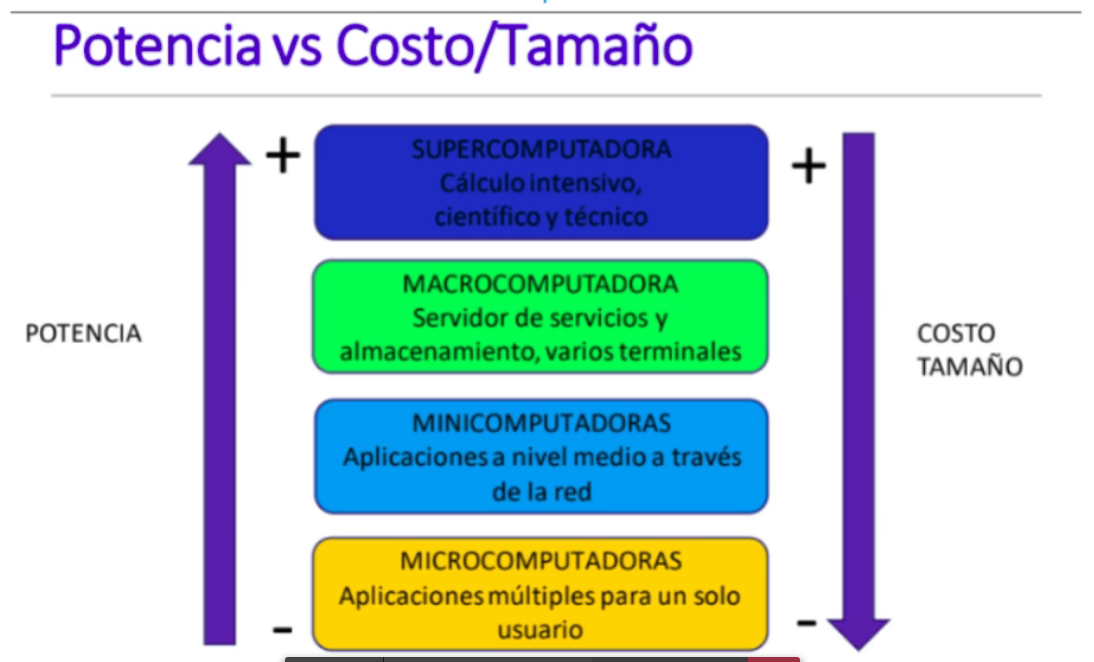 Potencia vs Costo/Tamaño
+
SUPERCOMPUTADORA
Cálculo intensivo,
científico y técnico
+
MACROCOMPUTADORA
Servidor de servicios y
almacenamiento, varios terminales
POTENCIA
COSTO
TAMAÑO
MINICOMPUTADORAS
Aplicaciones a nivel medio a través
de la red
MICROCOMPUTADORAS
Aplicaciones múltiples para un solo
usuario
-
-